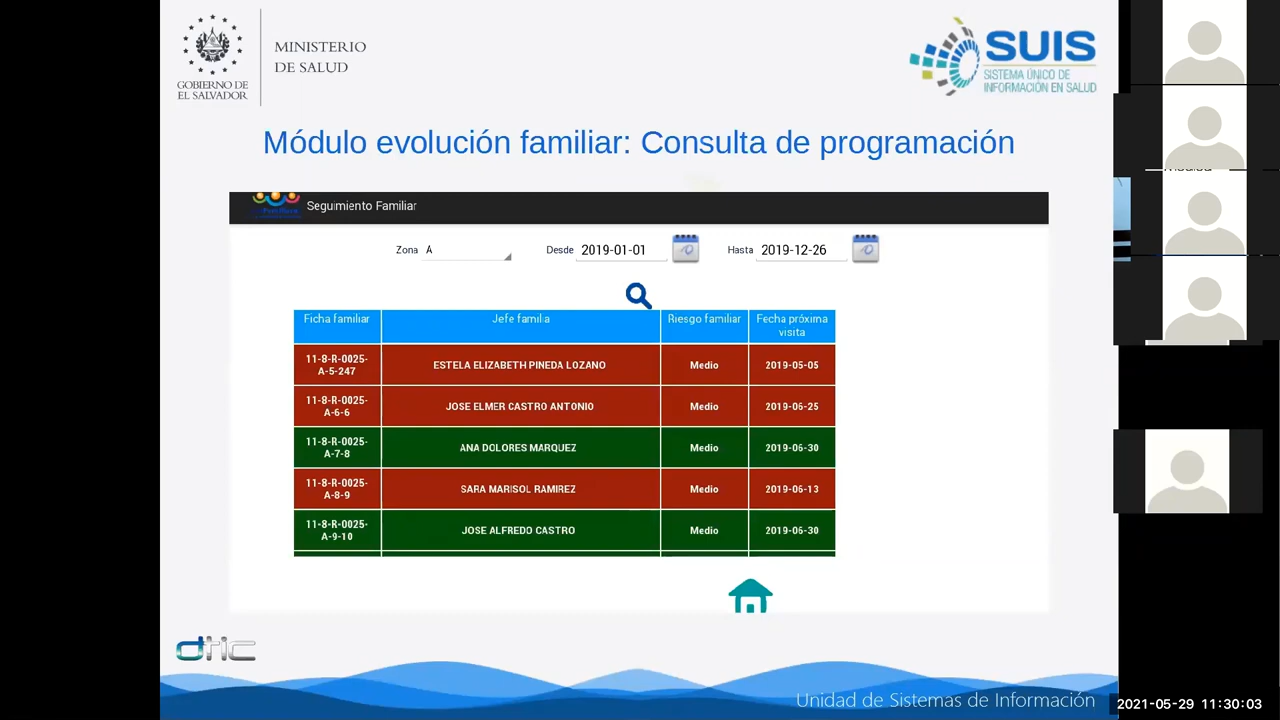 MINISTERIO
DE SALUD
GOBIERNO DE
EL SALVADOR
SUIS
SISTEMA ÚNICO DE
INFORMACIÓN EN SALUD
Módulo evolución familiar: Consulta de programación
Seguimiento Familiar
Zona A Desde 2019-01-01 Hasta 2019-12-26
Ficha familiar Jefe familia Riesgo familiar Fecha próxima
visita
11-8-R-0025-
A-5-247 ESTELA ELIZABETH PINEDA LOZANO Medio 2019-05-05
11-8-R-0025-
A-6-6 JOSE ELMER CASTRO ANTONIO Medio 2019-06-25
11-8-R-0025-
A-7-8 ANA DOLORES MARQUEZ Medio 2019-06-30
11-8-R-0025-
A-8-9 SARA MARISOL RAMIREZ Medio 2019-06-13
11-8-R-0025-
A-9-10 JOSE ALFREDO CASTRO Medio 2019-06-30
dtic
Unidad de Sistemas de Información
2021-05-29 11:30:03